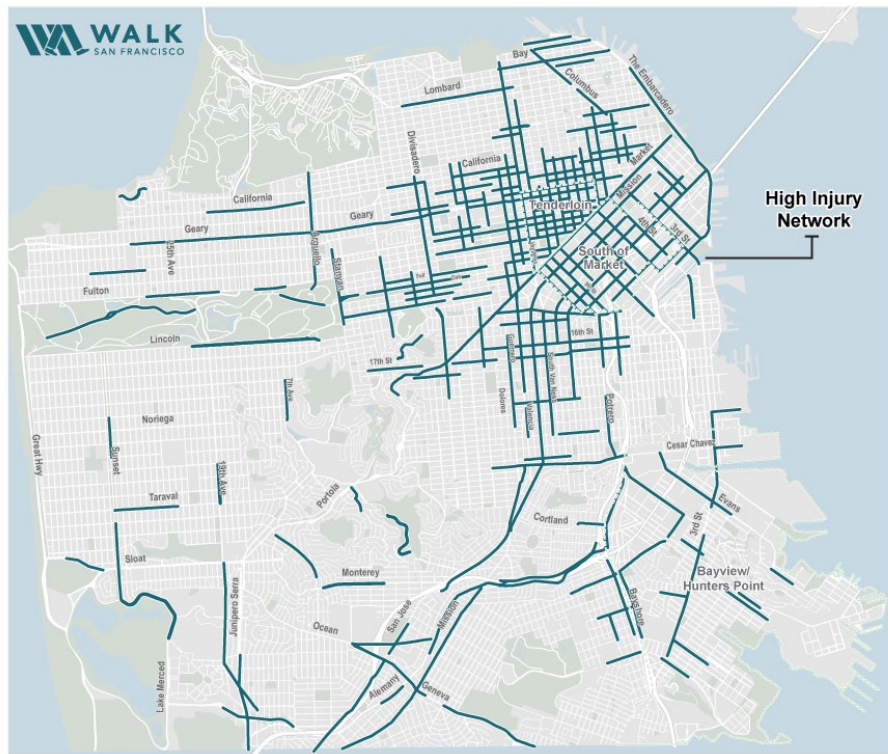 WALK
SAN FRANCISCO
Bay
The Embarcadero
Columbus
Lombard
Divisadero
California
Market
Mission
Tenderloin
High Injury
Network
California
4th St
3rd St
Geary
Geary
South of
Market
25th Ave
Arguello
Stanyan
Fulton
Lincoln
16th St
17th St
Guerrero
South Van Ness
7th Ave
Dolores
Valencia
Potrero
Noriega
Great Hwy
Sunset
Cesar Chavez
19th Ave
Portola
Taraval
Evans
Cortland
3rd St
Sloat
Bayview/
Hunters Point
Monterey
Junipero Serra
San Jose
Mission
Bayshore
Ocean
Lake Merced
Alemany
Geneva